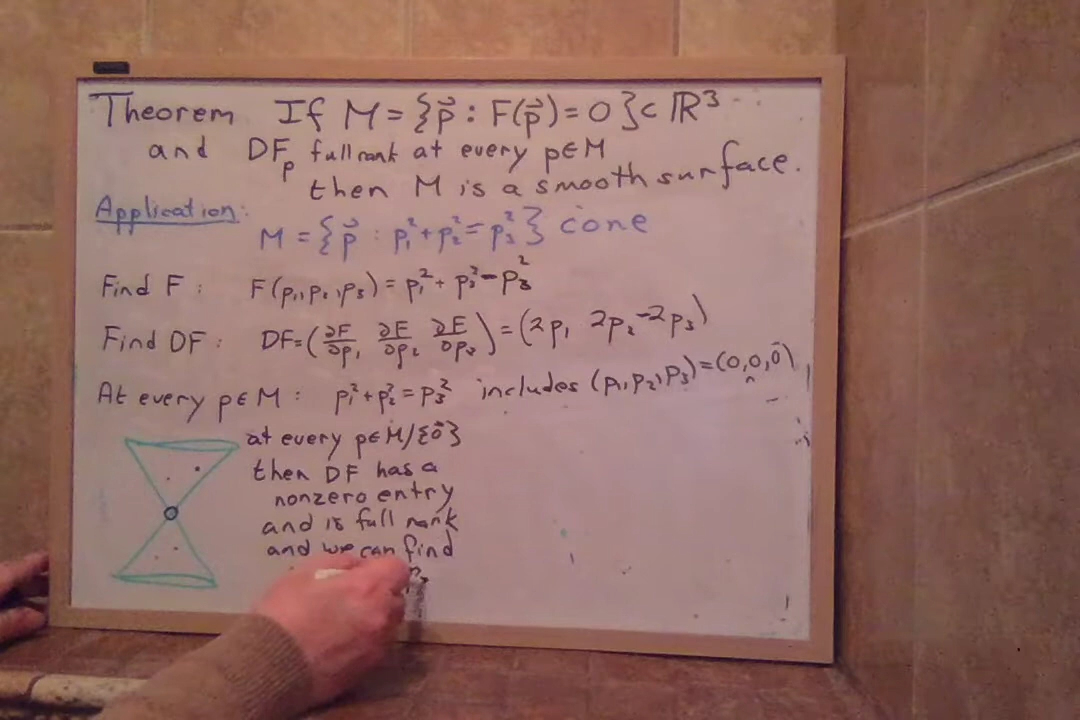 Theorem If M = {p⃗ : F(p⃗) = 0} ⊂ ℝ³
and DFₚ full rank at every p∈M
then M is a smooth surface.
Application:
M = {p⃗ : p₁² + p₂² = p₃²} cone
Find F : F(p₁,p₂,p₃) = p₁² + p₂² − p₃²
Find DF : DF = (∂F/∂p₁ ∂F/∂p₂ ∂F/∂p₃) = (2p₁ 2p₂ −2p₃)
At every p∈M : p₁² + p₂² = p₃² includes (p₁,p₂,p₃) = (0,0,0)
at every p∈M/{0⃗}
then DF has a
nonzero entry
and is full rank
and we can find